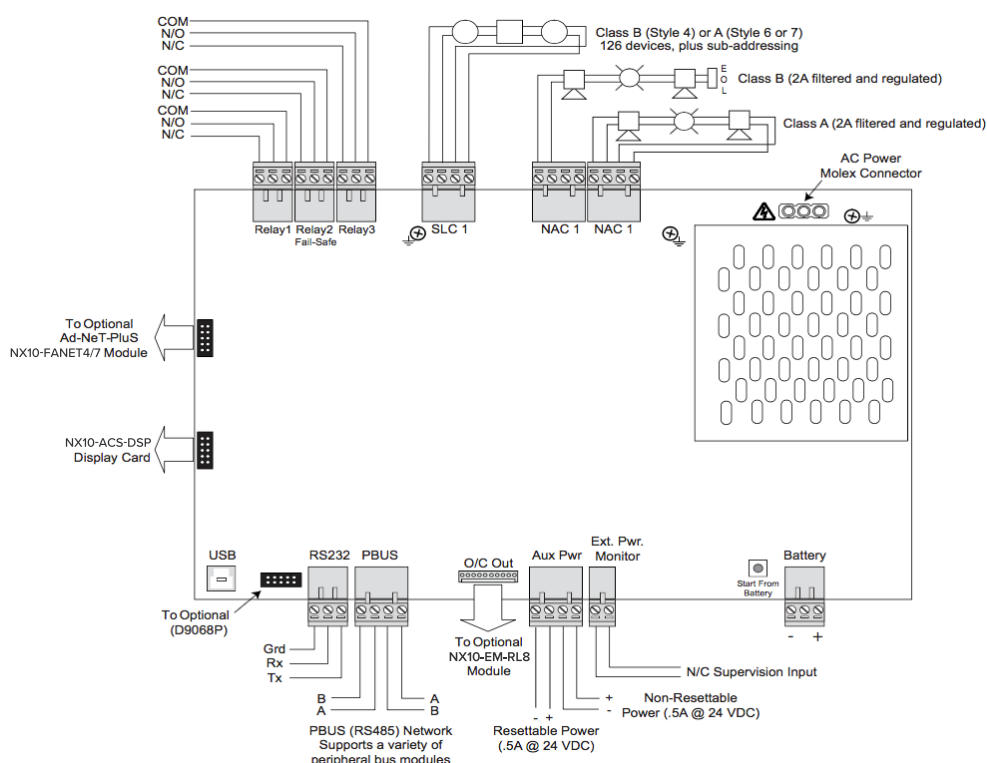 COM
N/O
N/C
COM
N/O
N/C
COM
N/O
N/C
Class B (Style 4) or A (Style 6 or 7)
126 devices, plus sub-addressing
E
O
L
Class B (2A filtered and regulated)
Class A (2A flitered and regulated)
AC Power
Molex Connector
Relay1 Relay2 Relay3
Fail-Safe
SLC 1
NAC 1
NAC 1
To Optional
Ad-NeT-PluS
NX10-FANET4/7 Module
NX10-ACS-DSP
Display Card
USB
RS232
PBUS
O/C Out
Aux Pwr
Ext. Pwr.
Monitor
Start From
Battery
Battery
- +
To Optional
(D9068P)
Grd
Rx
Tx
B
A
A
B
PBUS (RS485) Network
Supports a variety of
peripheral bus modules
To Optional
NX10-EM-RL8
Module
- +
Resettable Power
(.5A @ 24 VDC)
+
-
Non-Resettable
Power (.5A @ 24 VDC)
N/C Supervision Input